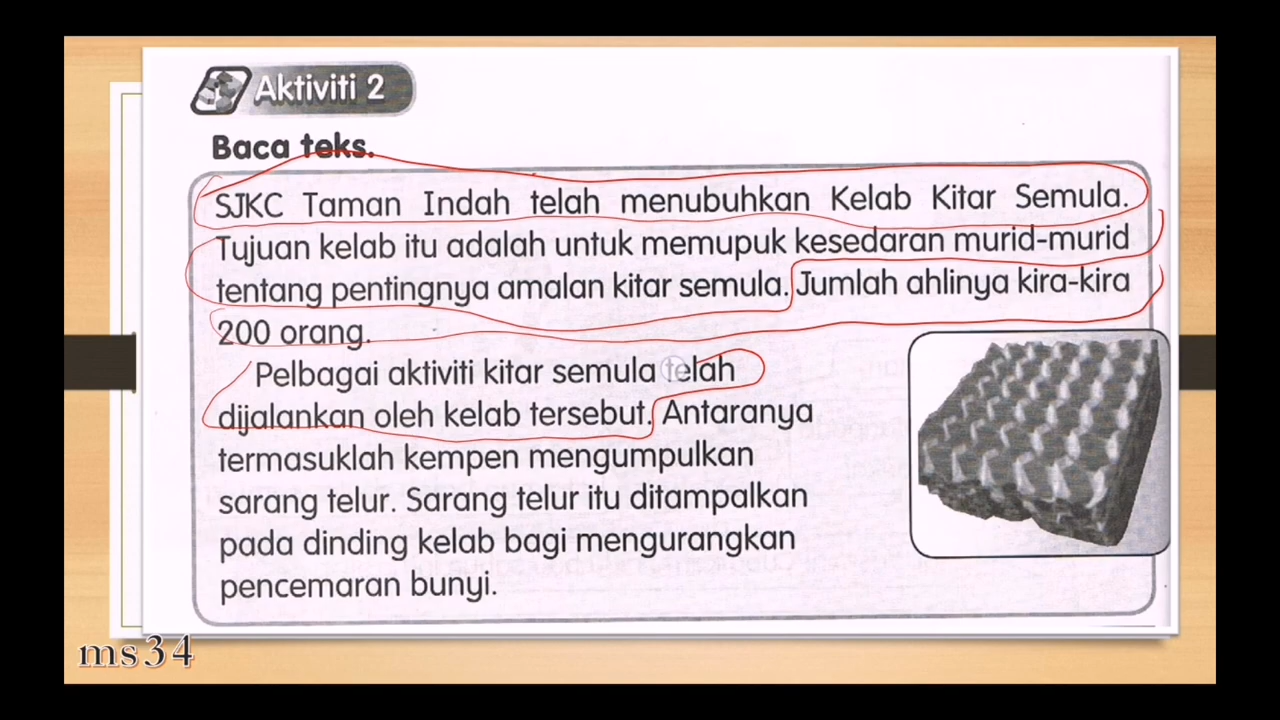 Aktiviti 2
Baca teks.
SJKC Taman Indah telah menubuhkan Kelab Kitar Semula.
Tujuan kelab itu adalah untuk memupuk kesedaran murid-murid
tentang pentingnya amalan kitar semula. Jumlah ahlinya kira-kira
200 orang.
Pelbagai aktiviti kitar semula telah
dijalankan oleh kelab tersebut. Antaranya
termasuklah kempen mengumpulkan
sarang telur. Sarang telur itu ditampalkan
pada dinding kelab bagi mengurangkan
pencemaran bunyi.
ms34